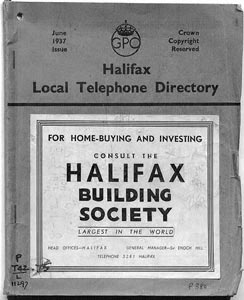 June
1937
Issue
GPO
Crown
Copyright
Reserved
Halifax
Local Telephone Directory
FOR HOME-BUYING AND INVESTING
CONSULT THE
HALIFAX
BUILDING
SOCIETY
LARGEST IN THE WORLD
HEAD OFFICES—HALIFAX GENERAL MANAGER—Sir ENOCH HILL
TELEPHONE 3261 HALIFAX
P